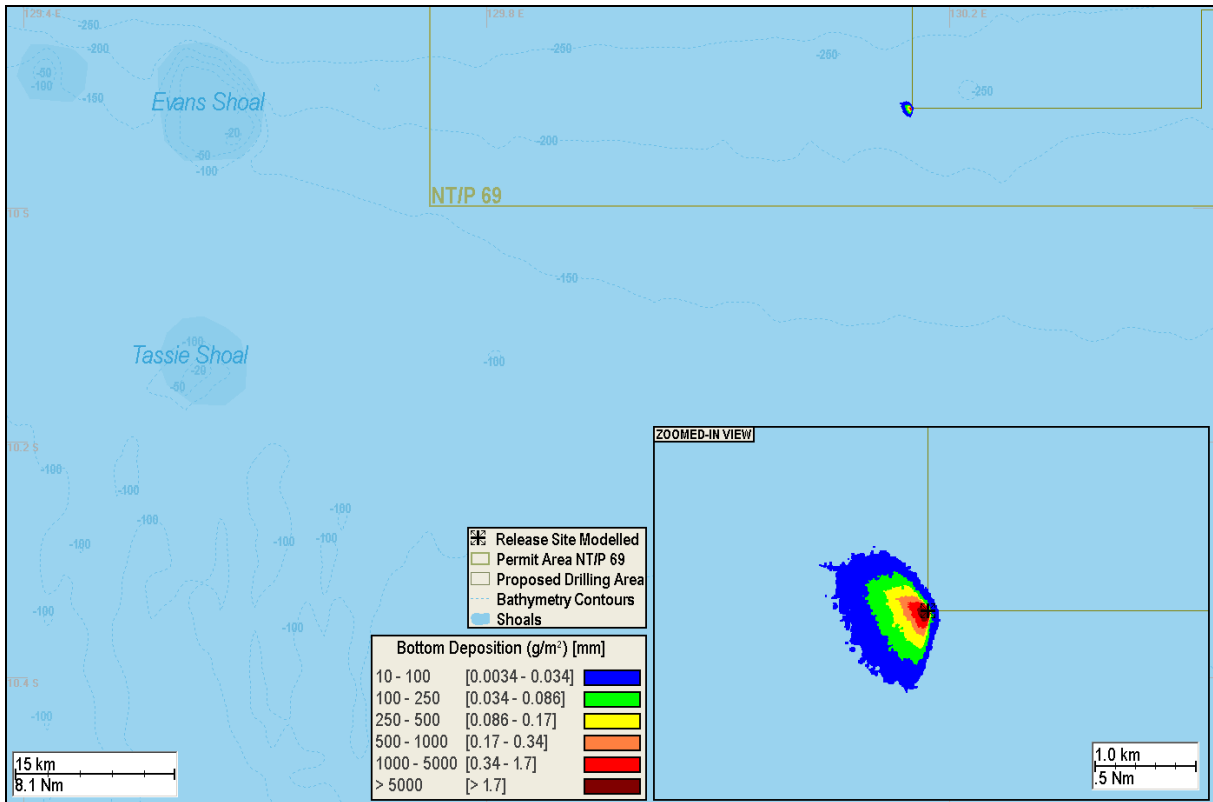 129.4 E
129.8 E
130.2 E
-250
-200
-50
-100
-150
Evans Shoal
-20
-50
-100
-250
-250
-250
-200
NT/P 69
10 S
-150
Tassie Shoal
-100
-20
-50
-100
10.2 S
-100
-100
-100
-100
-100
-100
-100
-100
-100
10.4 S
-100
ZOOMED-IN VIEW
Release Site Modelled
Permit Area NT/P 69
Proposed Drilling Area
Bathymetry Contours
Shoals
Bottom Deposition (g/m²) [mm]
10 - 100 [0.0034 - 0.034]
100 - 250 [0.034 - 0.086]
250 - 500 [0.086 - 0.17]
500 - 1000 [0.17 - 0.34]
1000 - 5000 [0.34 - 1.7]
> 5000 [> 1.7]
15 km
8.1 Nm
1.0 km
.5 Nm